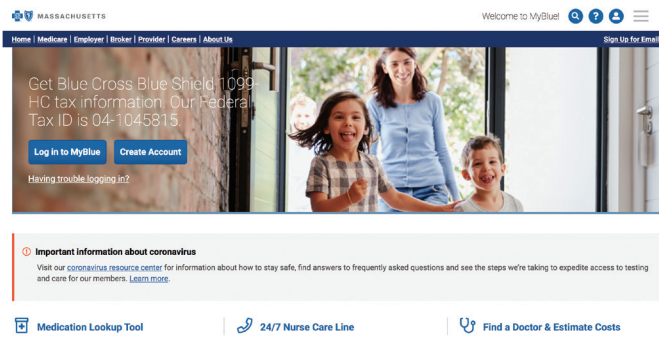 MASSACHUSETTS
Welcome to MyBlue!
Home | Medicare | Employer | Broker | Provider | Careers | About Us
Sign Up for Email
Get Blue Cross Blue Shield 1099-
HC tax information. Our Federal
Tax ID is 04-1045815.
Log in to MyBlue
Create Account
Having trouble logging in?
Important information about coronavirus
Visit our coronavirus resource center for information about how to stay safe, find answers to frequently asked questions and see the steps we're taking to expedite access to testing
and care for our members. Learn more.
Medication Lookup Tool
24/7 Nurse Care Line
Find a Doctor & Estimate Costs